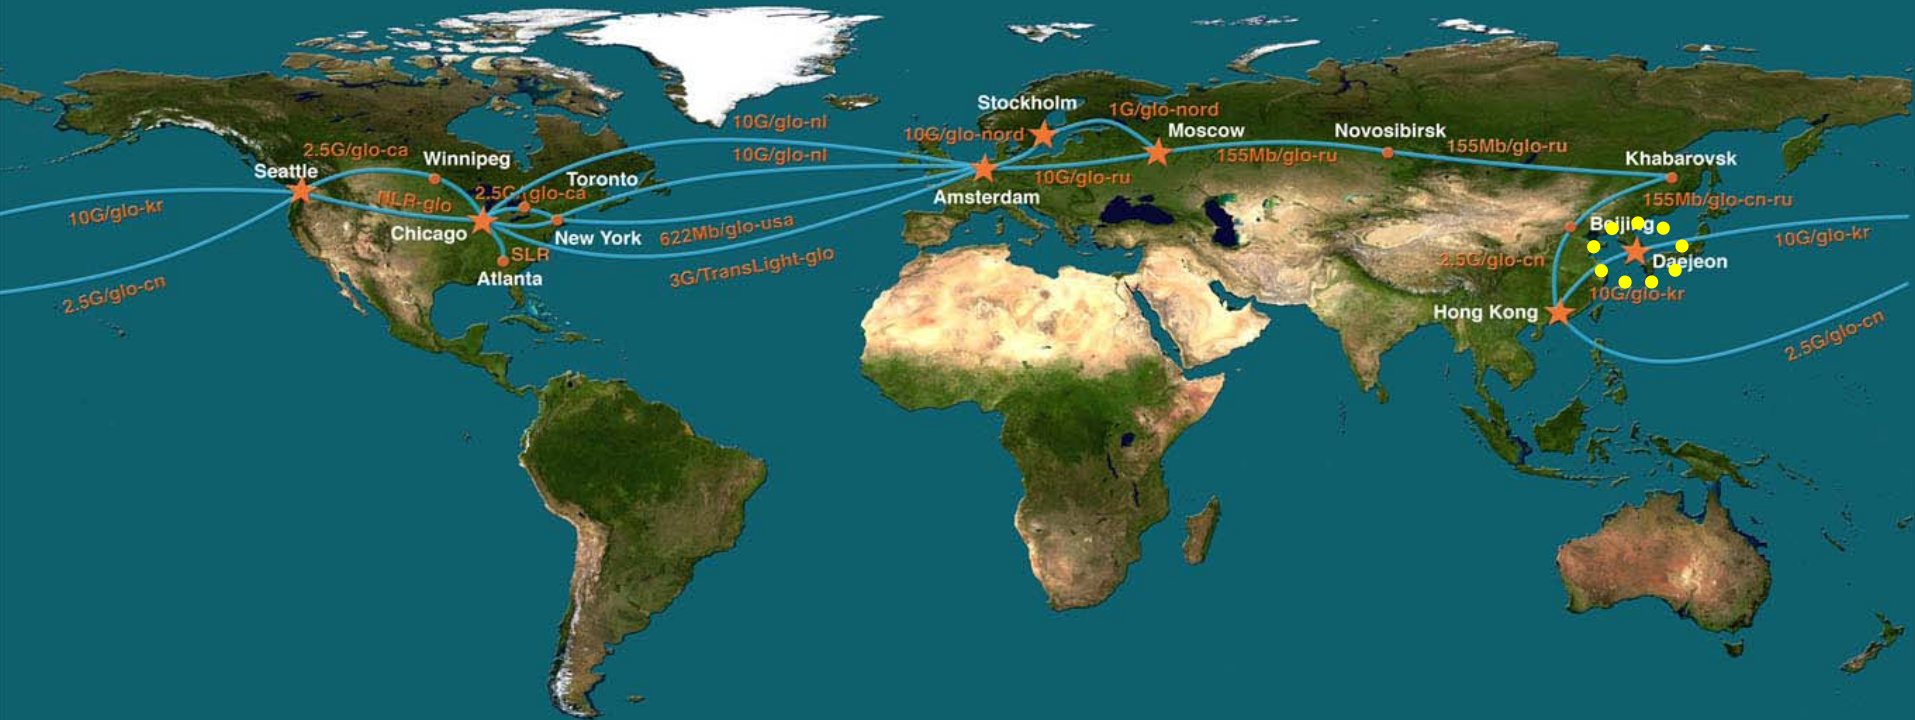 10G/glo-nl
Stockholm
1G/glo-nord
10G/glo-nord
Moscow
Novosibirsk
155Mb/glo-ru
155Mb/glo-ru
Khabarovsk
2.5G/glo-ca
Winnipeg
10G/glo-nl
Seattle
Toronto
10G/glo-ru
Amsterdam
2.5G/glo-ca
NLR-glo
155Mb/glo-cn-ru
10G/glo-kr
Chicago
New York
622Mb/glo-usa
Beijing
10G/glo-kr
SLR
3G/TransLight-glo
2.5G/glo-cn
Daejeon
Atlanta
2.5G/glo-cn
10G/glo-kr
Hong Kong
2.5G/glo-cn